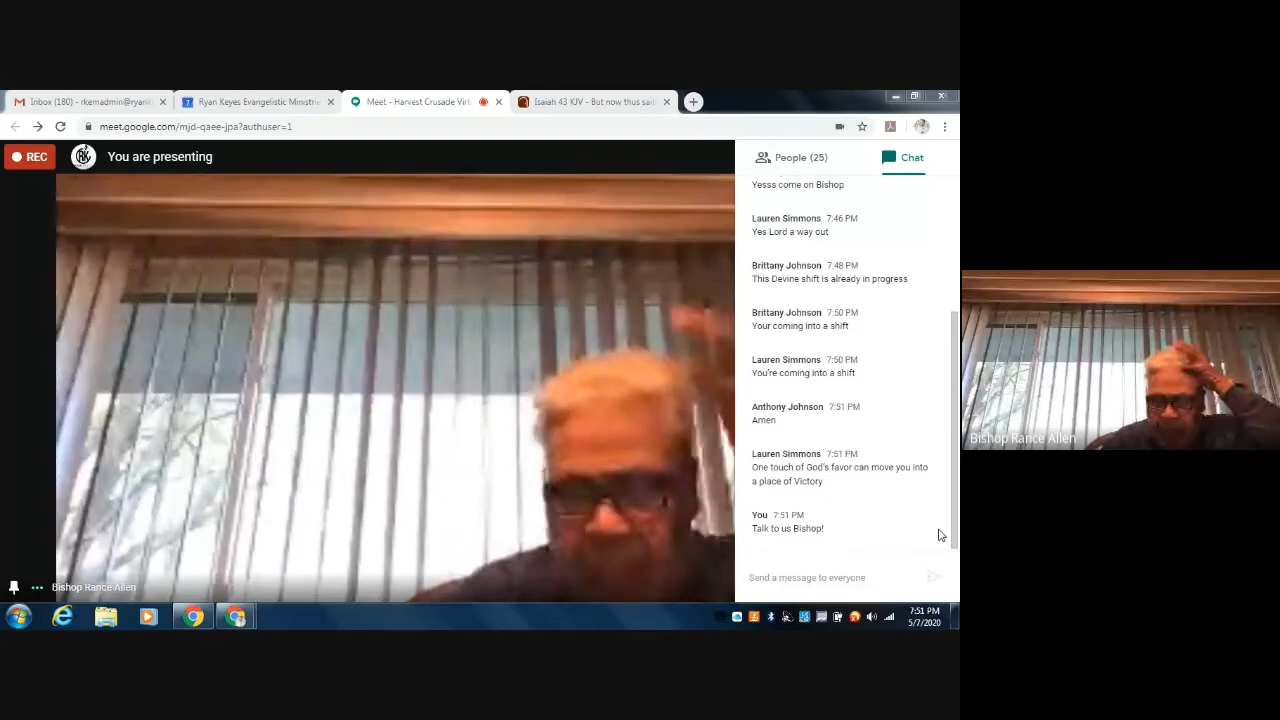 Inbox (180) - rkemadmin@ryank
Ryan Keyes Evangelistic Ministrie
Meet - Harvest Crusade Virt
Isaiah 43 KJV - But now thus sai
meet.google.com/mjd-qaee-jpa?authuser=1
REC
You are presenting
People (25)
Chat
Yesss come on Bishop
Lauren Simmons 7:46 PM
Yes Lord a way out
Brittany Johnson 7:48 PM
This Devine shift is already in progress
Brittany Johnson 7:50 PM
Your coming into a shift
Lauren Simmons 7:50 PM
You're coming into a shift
Anthony Johnson 7:51 PM
Amen
Lauren Simmons 7:51 PM
One touch of God's favor can move you into
a place of Victory
You 7:51 PM
Talk to us Bishop!
Send a message to everyone
Bishop Rance Allen
7:51 PM
5/7/2020
Bishop Rance Allen